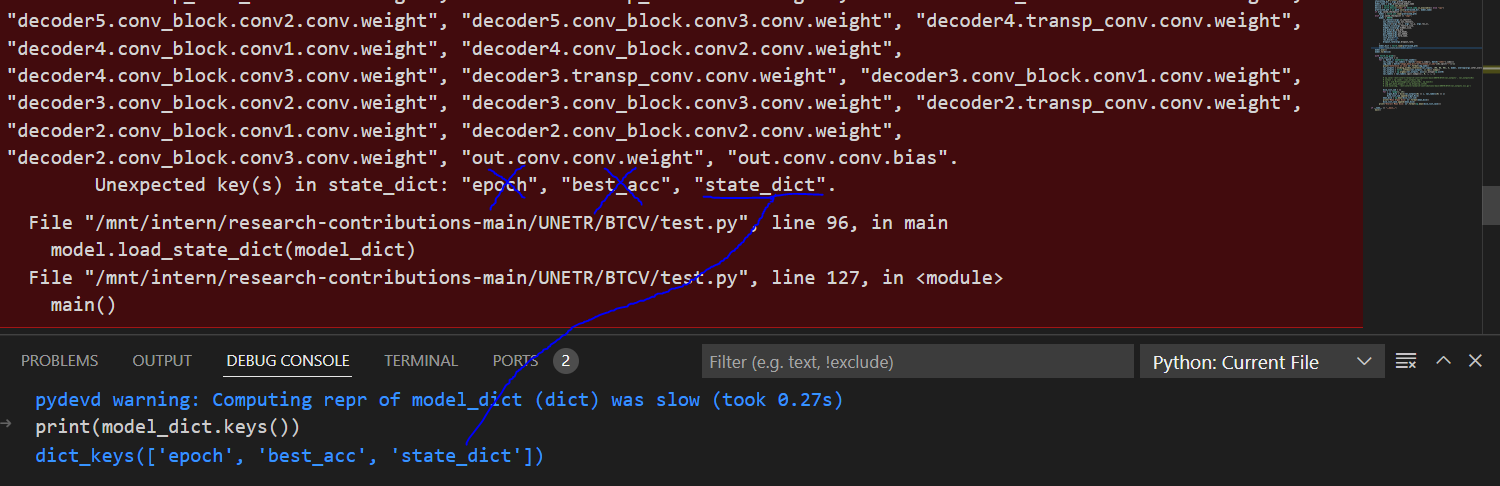 "decoder5.conv_block.conv2.conv.weight", "decoder5.conv_block.conv3.conv.weight", "decoder4.transp_conv.conv.weight",
"decoder4.conv_block.conv1.conv.weight", "decoder4.conv_block.conv2.conv.weight",
"decoder4.conv_block.conv3.conv.weight", "decoder3.transp_conv.conv.weight", "decoder3.conv_block.conv1.conv.weight",
"decoder3.conv_block.conv2.conv.weight", "decoder3.conv_block.conv3.conv.weight", "decoder2.transp_conv.conv.weight",
"decoder2.conv_block.conv1.conv.weight", "decoder2.conv_block.conv2.conv.weight",
"decoder2.conv_block.conv3.conv.weight", "out.conv.conv.weight", "out.conv.conv.bias".
Unexpected key(s) in state_dict: "epoch", "best_acc", "state_dict".
File "/mnt/intern/research-contributions-main/UNETR/BTCV/test.py", line 96, in main
model.load_state_dict(model_dict)
File "/mnt/intern/research-contributions-main/UNETR/BTCV/test.py", line 127, in <module>
main()
PROBLEMS OUTPUT DEBUG CONSOLE TERMINAL PORTS 2 Filter (e.g. text, !exclude) Python: Current File
pydevd warning: Computing repr of model_dict (dict) was slow (took 0.27s)
print(model_dict.keys())
dict_keys(['epoch', 'best_acc', 'state_dict'])